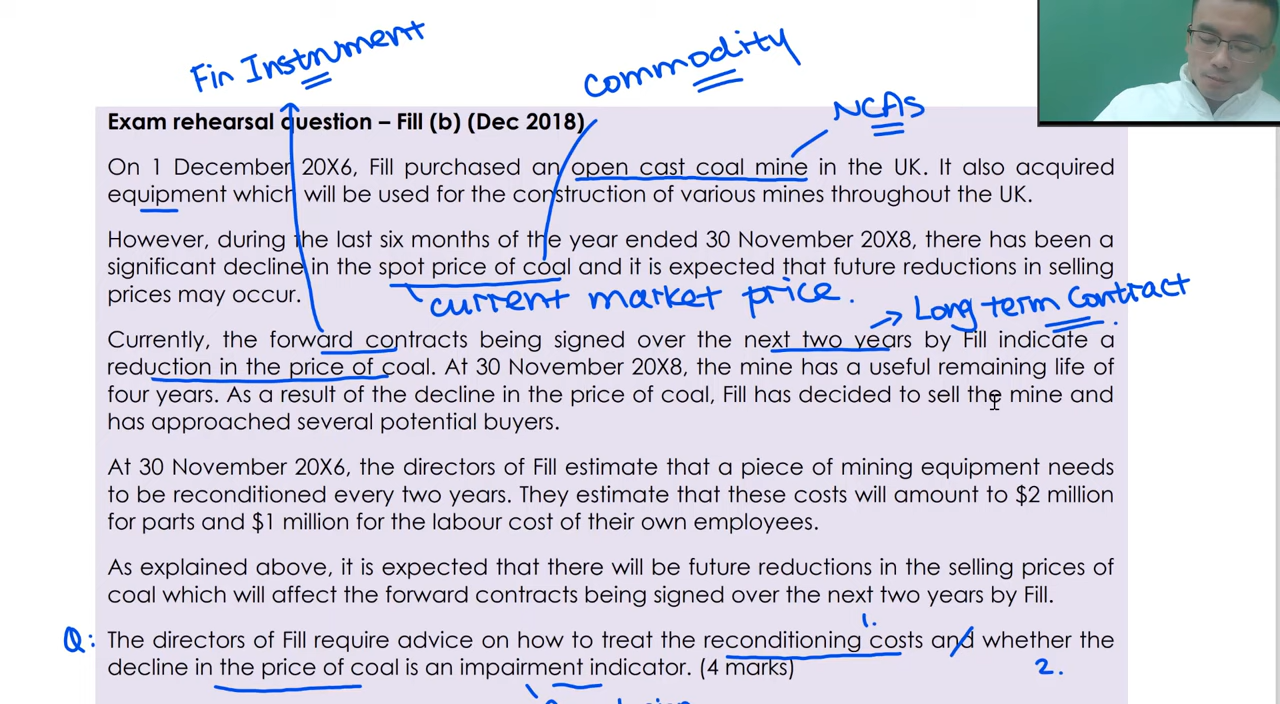 Fin Instrument
Commodity
NCAS
Exam rehearsal question – Fill (b) (Dec 2018)
On 1 December 20X6, Fill purchased an open cast coal mine in the UK. It also acquired
equipment which will be used for the construction of various mines throughout the UK.
However, during the last six months of the year ended 30 November 20X8, there has been a
significant decline in the spot price of coal and it is expected that future reductions in selling
prices may occur.
current market price.
Long term Contract
Currently, the forward contracts being signed over the next two years by Fill indicate a
reduction in the price of coal. At 30 November 20X8, the mine has a useful remaining life of
four years. As a result of the decline in the price of coal, Fill has decided to sell the mine and
has approached several potential buyers.
At 30 November 20X6, the directors of Fill estimate that a piece of mining equipment needs
to be reconditioned every two years. They estimate that these costs will amount to $2 million
for parts and $1 million for the labour cost of their own employees.
As explained above, it is expected that there will be future reductions in the selling prices of
coal which will affect the forward contracts being signed over the next two years by Fill.
1.
Q: The directors of Fill require advice on how to treat the reconditioning costs and whether the
decline in the price of coal is an impairment indicator. (4 marks)
2.